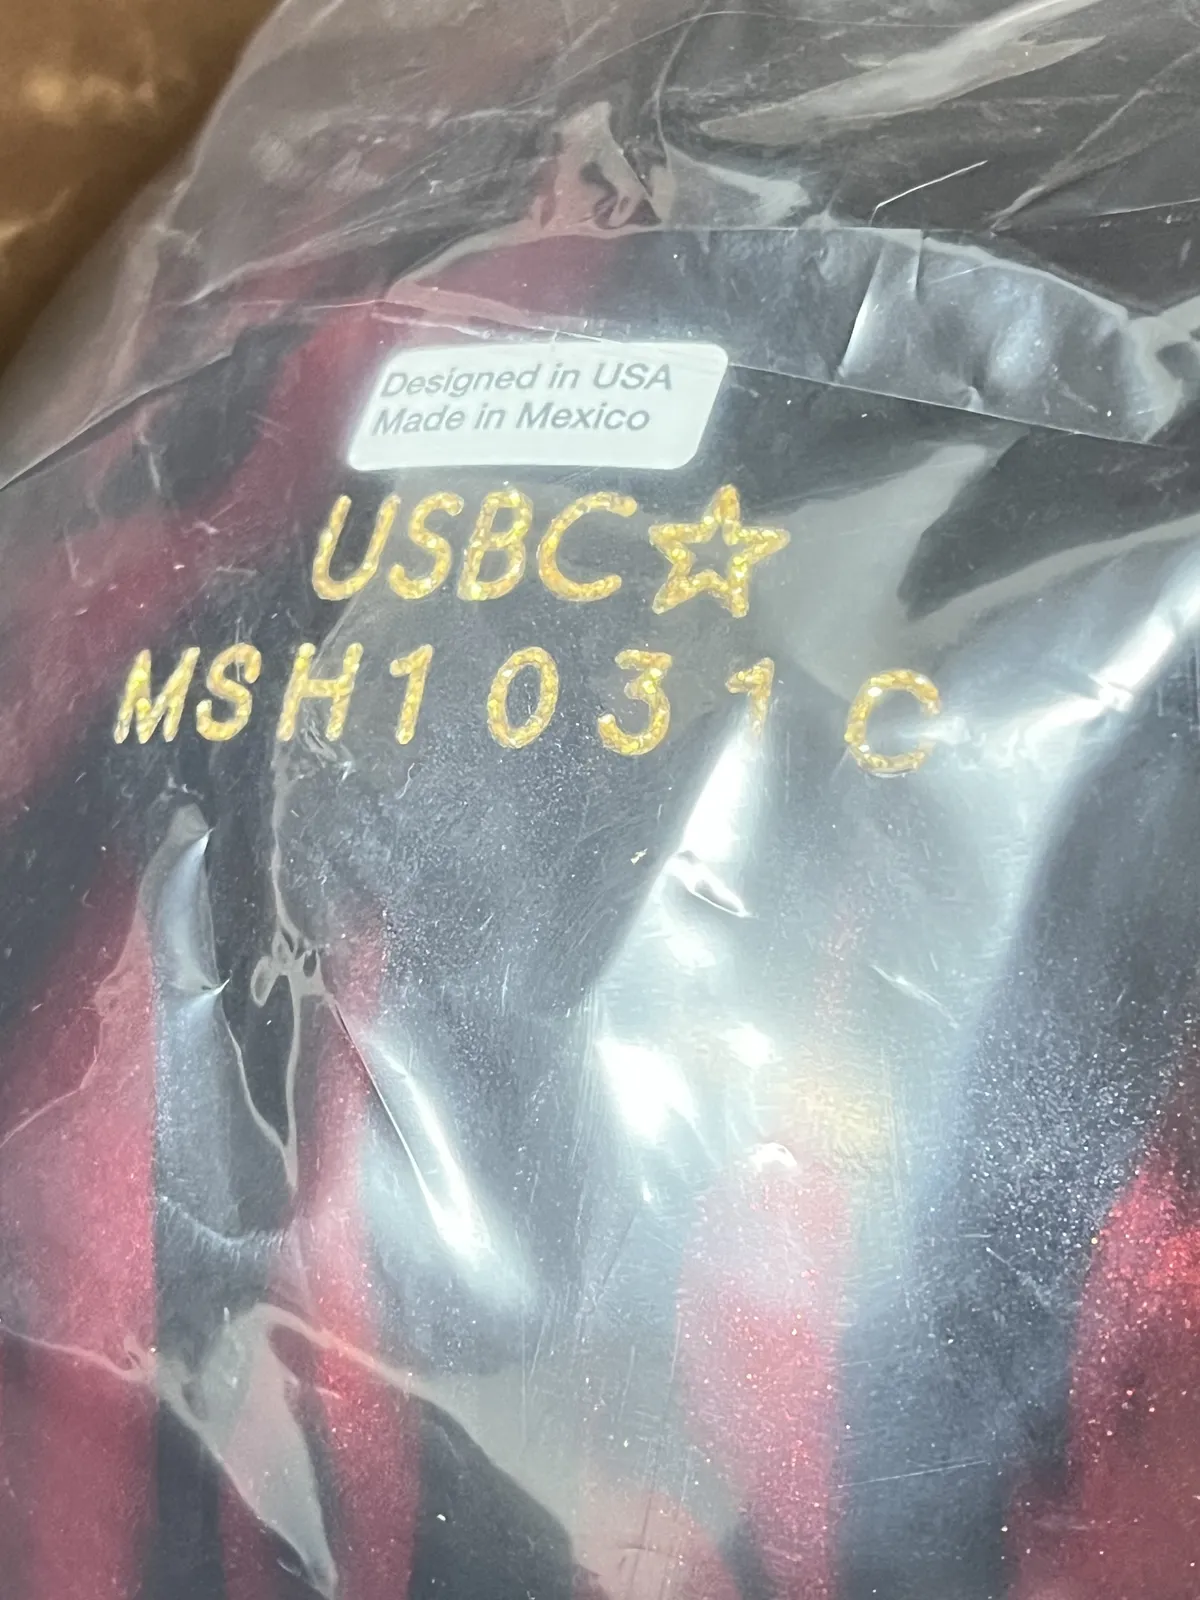 Designed in USA
Made in Mexico
USBC☆
MSH1031C